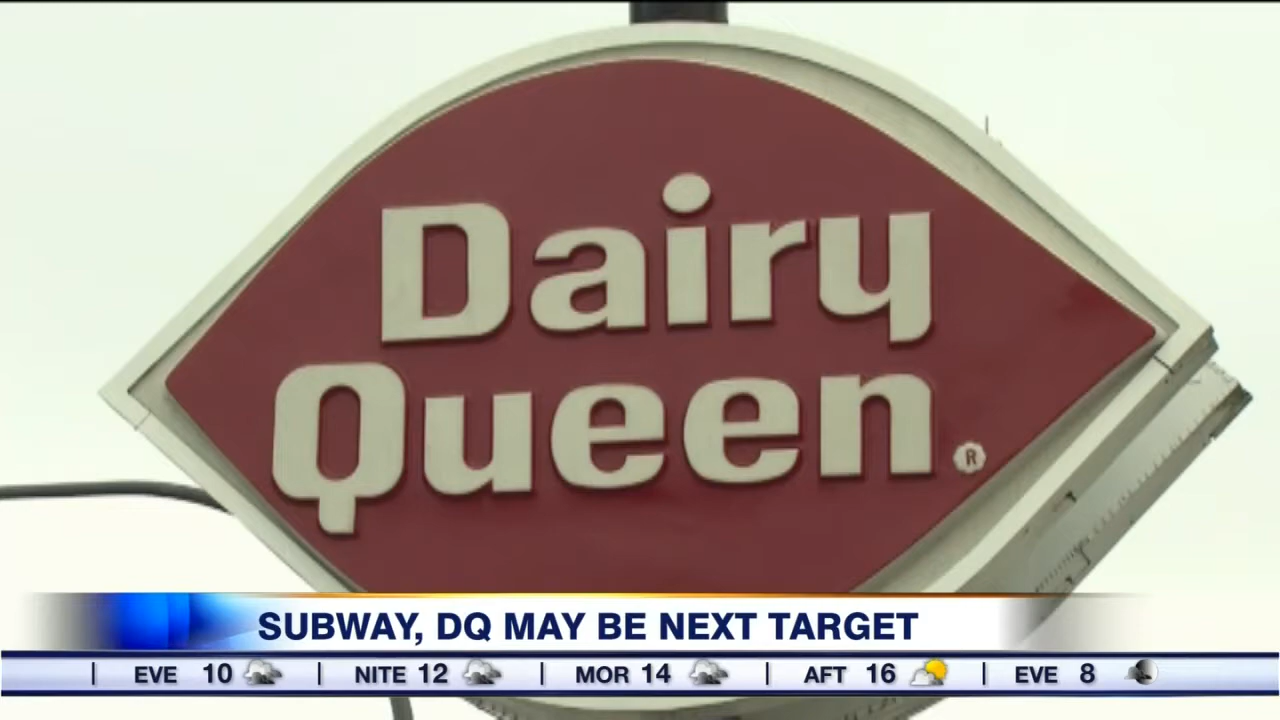 Dairy
Queen
®
SUBWAY, DQ MAY BE NEXT TARGET
EVE 10 | NITE 12 | MOR 14 | AFT 16 | EVE 8